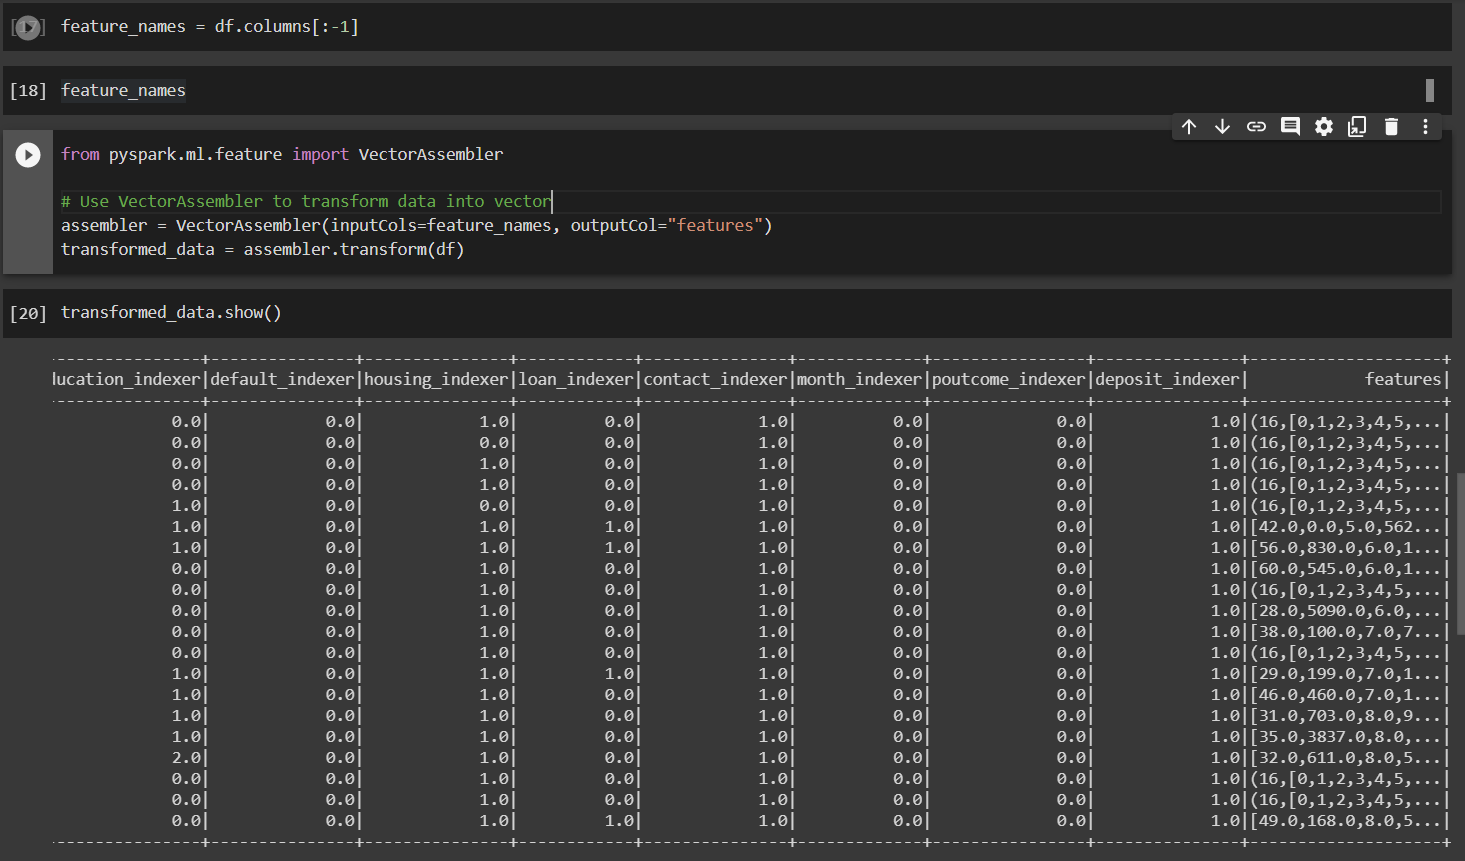 [17] feature_names = df.columns[:-1]
[18] feature_names
from pyspark.ml.feature import VectorAssembler
# Use VectorAssembler to transform data into vector
assembler = VectorAssembler(inputCols=feature_names, outputCol="features")
transformed_data = assembler.transform(df)
[20] transformed_data.show()
---------------+---------------+---------------+------------+---------------+-------------+----------------+---------------+--------------------+
lucation_indexer|default_indexer|housing_indexer|loan_indexer|contact_indexer|month_indexer|poutcome_indexer|deposit_indexer|            features|
---------------+---------------+---------------+------------+---------------+-------------+----------------+---------------+--------------------+
0.0| 0.0| 1.0| 0.0| 1.0| 0.0| 0.0| 1.0|(16,[0,1,2,3,4,5,...|
0.0| 0.0| 0.0| 0.0| 1.0| 0.0| 0.0| 1.0|(16,[0,1,2,3,4,5,...|
0.0| 0.0| 1.0| 0.0| 1.0| 0.0| 0.0| 1.0|(16,[0,1,2,3,4,5,...|
0.0| 0.0| 1.0| 0.0| 1.0| 0.0| 0.0| 1.0|(16,[0,1,2,3,4,5,...|
1.0| 0.0| 0.0| 0.0| 1.0| 0.0| 0.0| 1.0|(16,[0,1,2,3,4,5,...|
1.0| 0.0| 1.0| 1.0| 1.0| 0.0| 0.0| 1.0|[42.0,0.0,5.0,562...|
1.0| 0.0| 1.0| 1.0| 1.0| 0.0| 0.0| 1.0|[56.0,830.0,6.0,1...|
0.0| 0.0| 1.0| 0.0| 1.0| 0.0| 0.0| 1.0|[60.0,545.0,6.0,1...|
0.0| 0.0| 1.0| 0.0| 1.0| 0.0| 0.0| 1.0|(16,[0,1,2,3,4,5,...|
0.0| 0.0| 1.0| 0.0| 1.0| 0.0| 0.0| 1.0|[28.0,5090.0,6.0,...|
0.0| 0.0| 1.0| 0.0| 1.0| 0.0| 0.0| 1.0|[38.0,100.0,7.0,7...|
0.0| 0.0| 1.0| 0.0| 1.0| 0.0| 0.0| 1.0|(16,[0,1,2,3,4,5,...|
1.0| 0.0| 1.0| 1.0| 1.0| 0.0| 0.0| 1.0|[29.0,199.0,7.0,1...|
1.0| 0.0| 1.0| 0.0| 1.0| 0.0| 0.0| 1.0|[46.0,460.0,7.0,1...|
1.0| 0.0| 1.0| 0.0| 1.0| 0.0| 0.0| 1.0|[31.0,703.0,8.0,9...|
1.0| 0.0| 1.0| 0.0| 1.0| 0.0| 0.0| 1.0|[35.0,3837.0,8.0,...|
2.0| 0.0| 1.0| 0.0| 1.0| 0.0| 0.0| 1.0|[32.0,611.0,8.0,5...|
0.0| 0.0| 1.0| 0.0| 1.0| 0.0| 0.0| 1.0|(16,[0,1,2,3,4,5,...|
0.0| 0.0| 1.0| 0.0| 1.0| 0.0| 0.0| 1.0|(16,[0,1,2,3,4,5,...|
0.0| 0.0| 1.0| 1.0| 1.0| 0.0| 0.0| 1.0|[49.0,168.0,8.0,5...|
---------------+---------------+---------------+------------+---------------+-------------+----------------+---------------+--------------------+